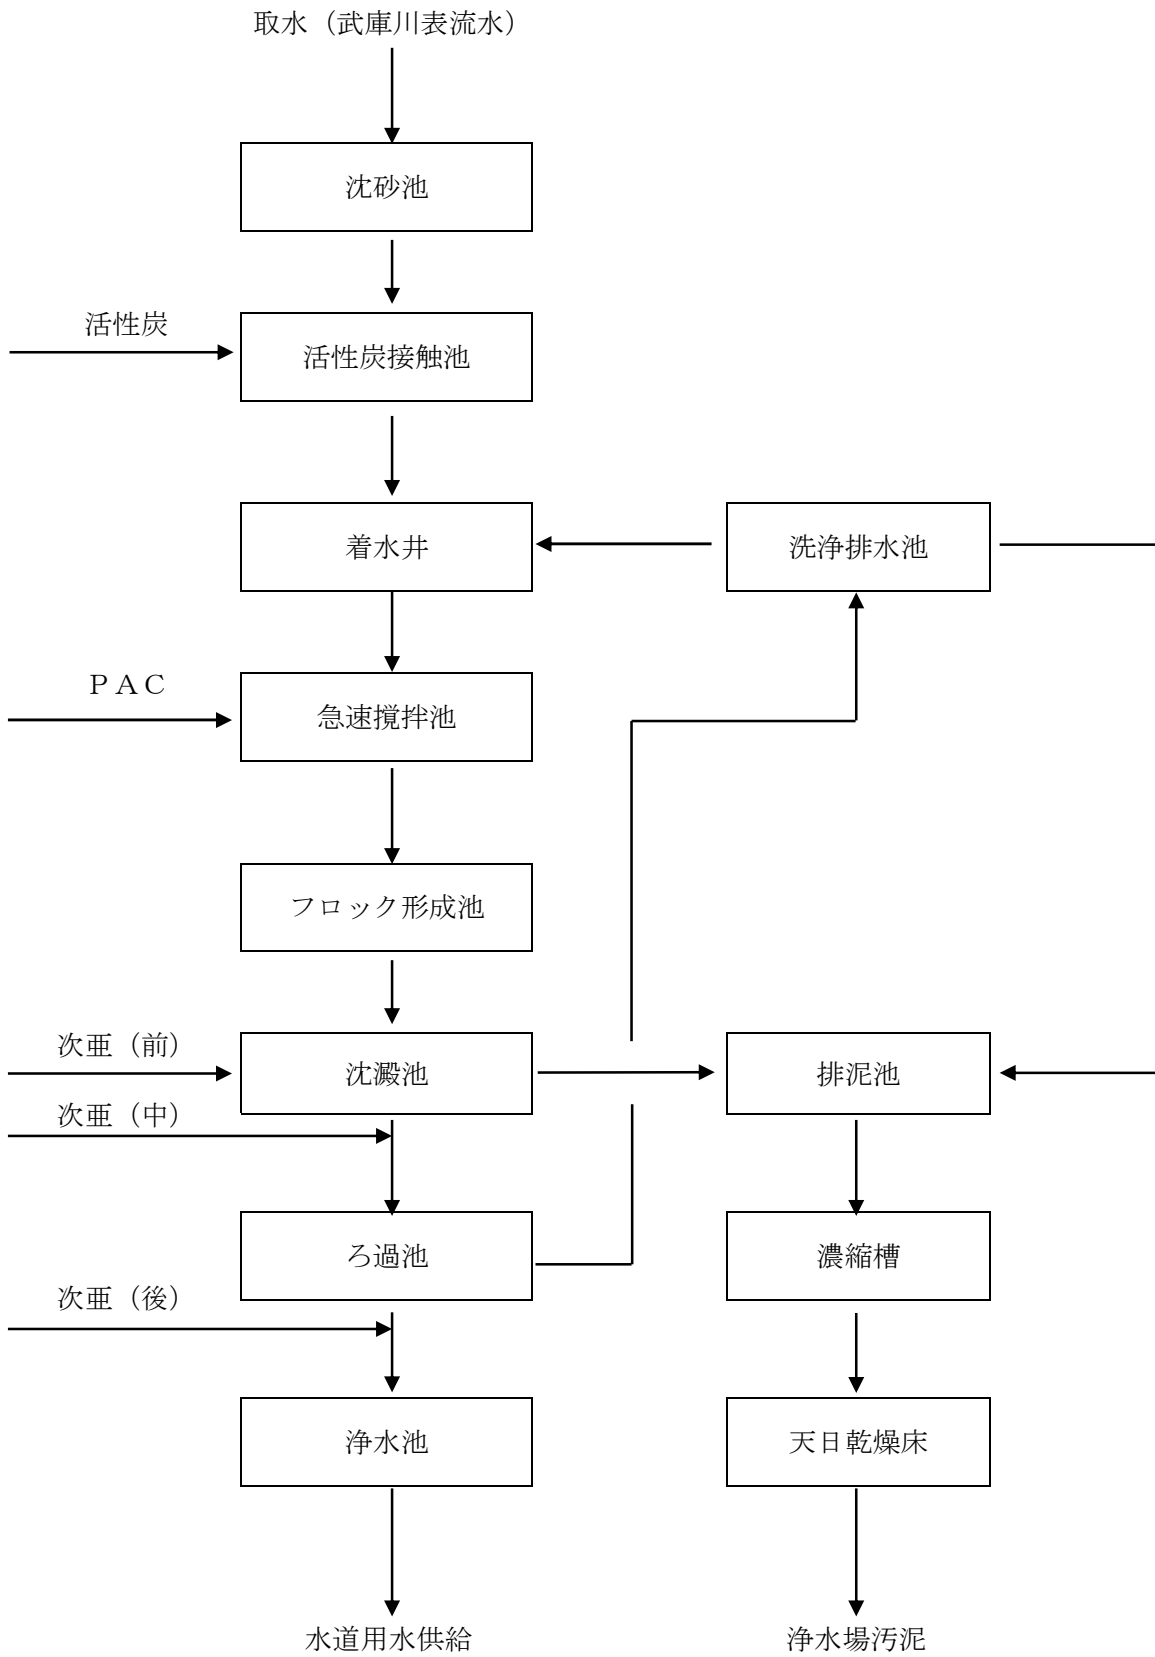 取水（武庫川表流水）
沈砂池
活性炭
活性炭接触池
着水井
洗浄排水池
ＰＡＣ
急速撹拌池
フロック形成池
次亜（前）
沈澱池
排泥池
次亜（中）
ろ過池
濃縮槽
次亜（後）
浄水池
天日乾燥床
水道用水供給
浄水場汚泥